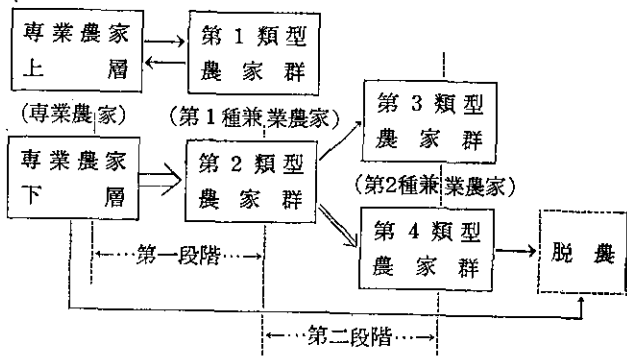 専業農家
上層
第1類型
農家群
(専業農家)
(第1種兼業農家)
第3類型
農家群
専業農家
下層
第2類型
農家群
(第2種兼業農家)
第4類型
農家群
脱農
←…第一段階…→
←…第二段階…→